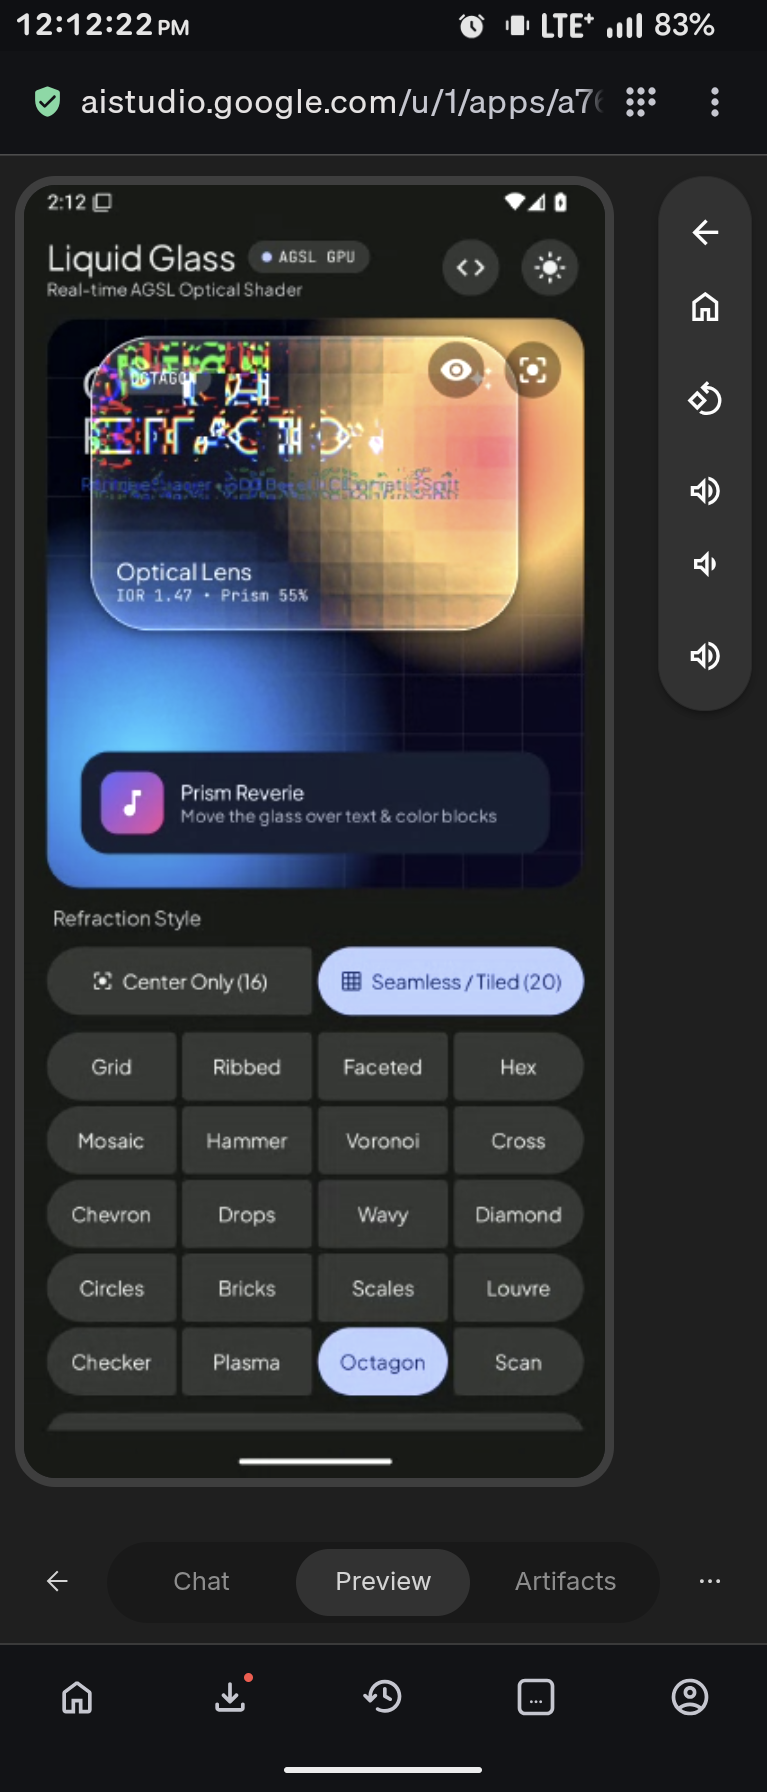 12:12:22 PM LTE+ 83%
aistudio.google.com/u/1/apps/a76
2:12
Liquid Glass
AGSL GPU
Real-time AGSL Optical Shader
OCTAGON
Optical Lens
IOR 1.47 • Prism 55%
Prism Reverie
Move the glass over text & color blocks
Refraction Style
Center Only (16) Seamless / Tiled (20)
Grid Ribbed Faceted Hex
Mosaic Hammer Voronoi Cross
Chevron Drops Wavy Diamond
Circles Bricks Scales Louvre
Checker Plasma Octagon Scan
Chat Preview Artifacts